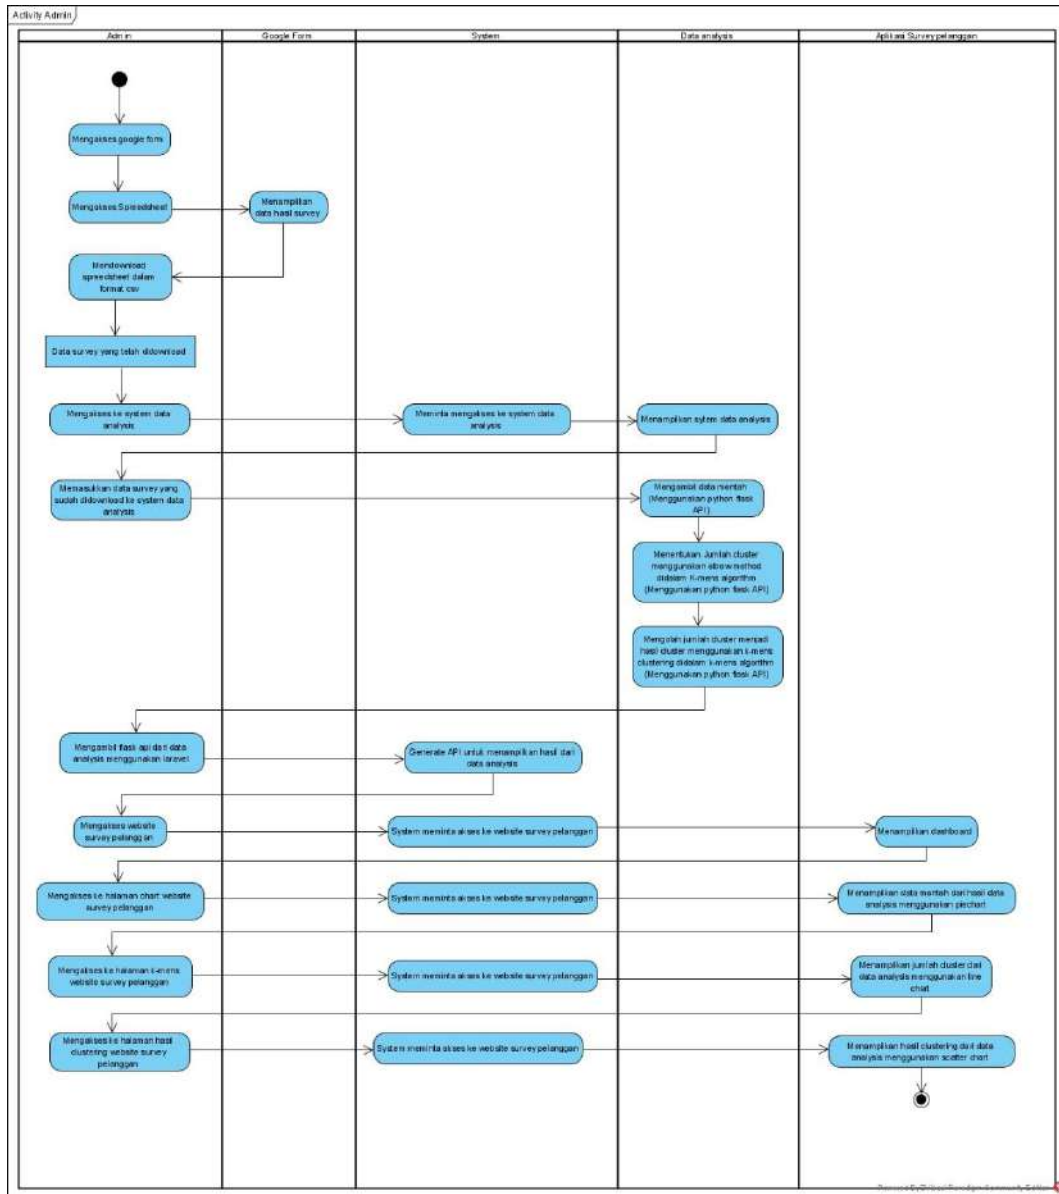 Activity Admin
Admin
Google Form
System
Data analysis
Aplikasi Survey pelanggan
Mengakses google form
Mengakses Spreadsheet
Menampilkan
data hasil survey
Mendownload
spreedsheet dalam
format csv
Data survey yang telah didownload
Mengakses ke system data
analysis
Meminta mengakses ke system data
analysis
Menampilkan sytem data analysis
Memasukkan data survey yang
sudah didownload ke system data
analysis
Mengambil data mentah
(Menggunakan python flask
API)
Menentukan Jumlah cluster
menggunakan elbow method
didalam K-mens algorithm
(Menggunakan python flask API)
Mengolah jumlah cluster menjadi
hasil cluster menggunakan k-mens
clustering didalam k-mens algorithm
(Menggunakan python flask API)
Mengambil flask api dari data
analysis menggunakan laravel
Generate API untuk menampilkan hasil dari
data analysis
Mengakses website
survey pelanggan
System meminta akses ke website survey pelanggan
Menampilkan dashboard
Mengakses ke halaman chart website
survey pelanggan
System meminta akses ke website survey pelanggan
Menampilkan data mentah dari hasil data
analysis menggunakan piechart
Mengakses ke halaman k-mens
website survey pelanggan
System meminta akses ke website survey pelanggan
Menampilkan jumlah cluster dari
data analysis menggunakan line
chart
Mengakses ke halaman hasil
clustering website survey
pelanggan
System meminta akses ke website survey pelanggan
Menampilkan hasil clustering dari data
analysis menggunakan scatter chart